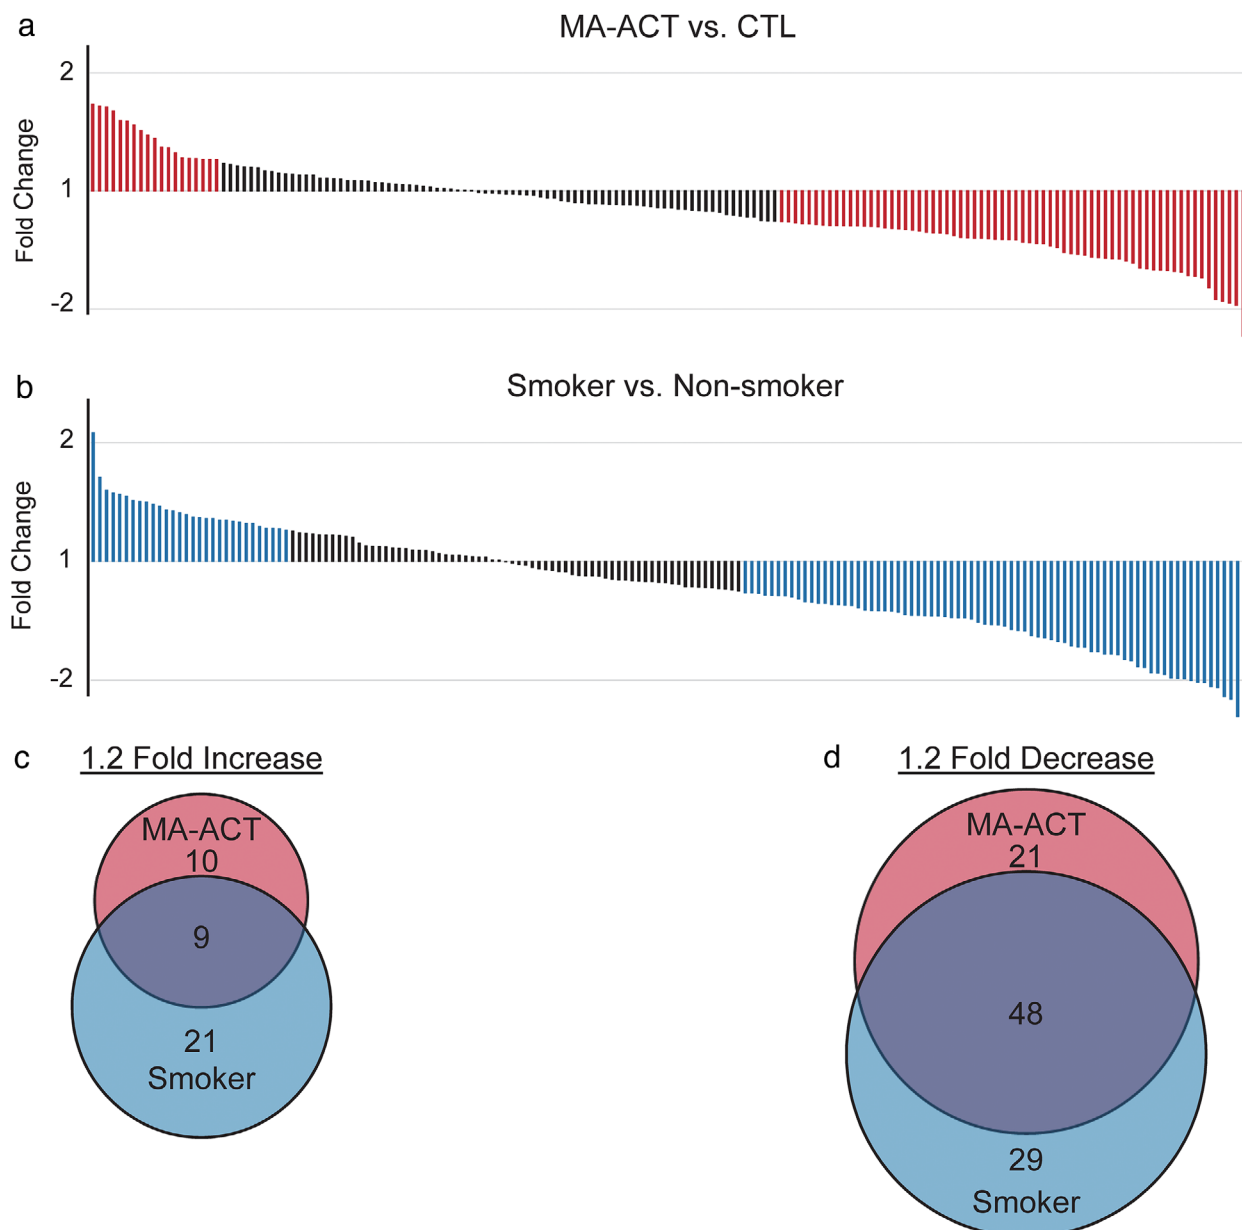 a
MA-ACT vs. CTL
2
1
-2
Fold Change
b
Smoker vs. Non-smoker
2
1
-2
Fold Change
c
1.2 Fold Increase
MA-ACT
10
9
21
Smoker
d
1.2 Fold Decrease
MA-ACT
21
48
29
Smoker